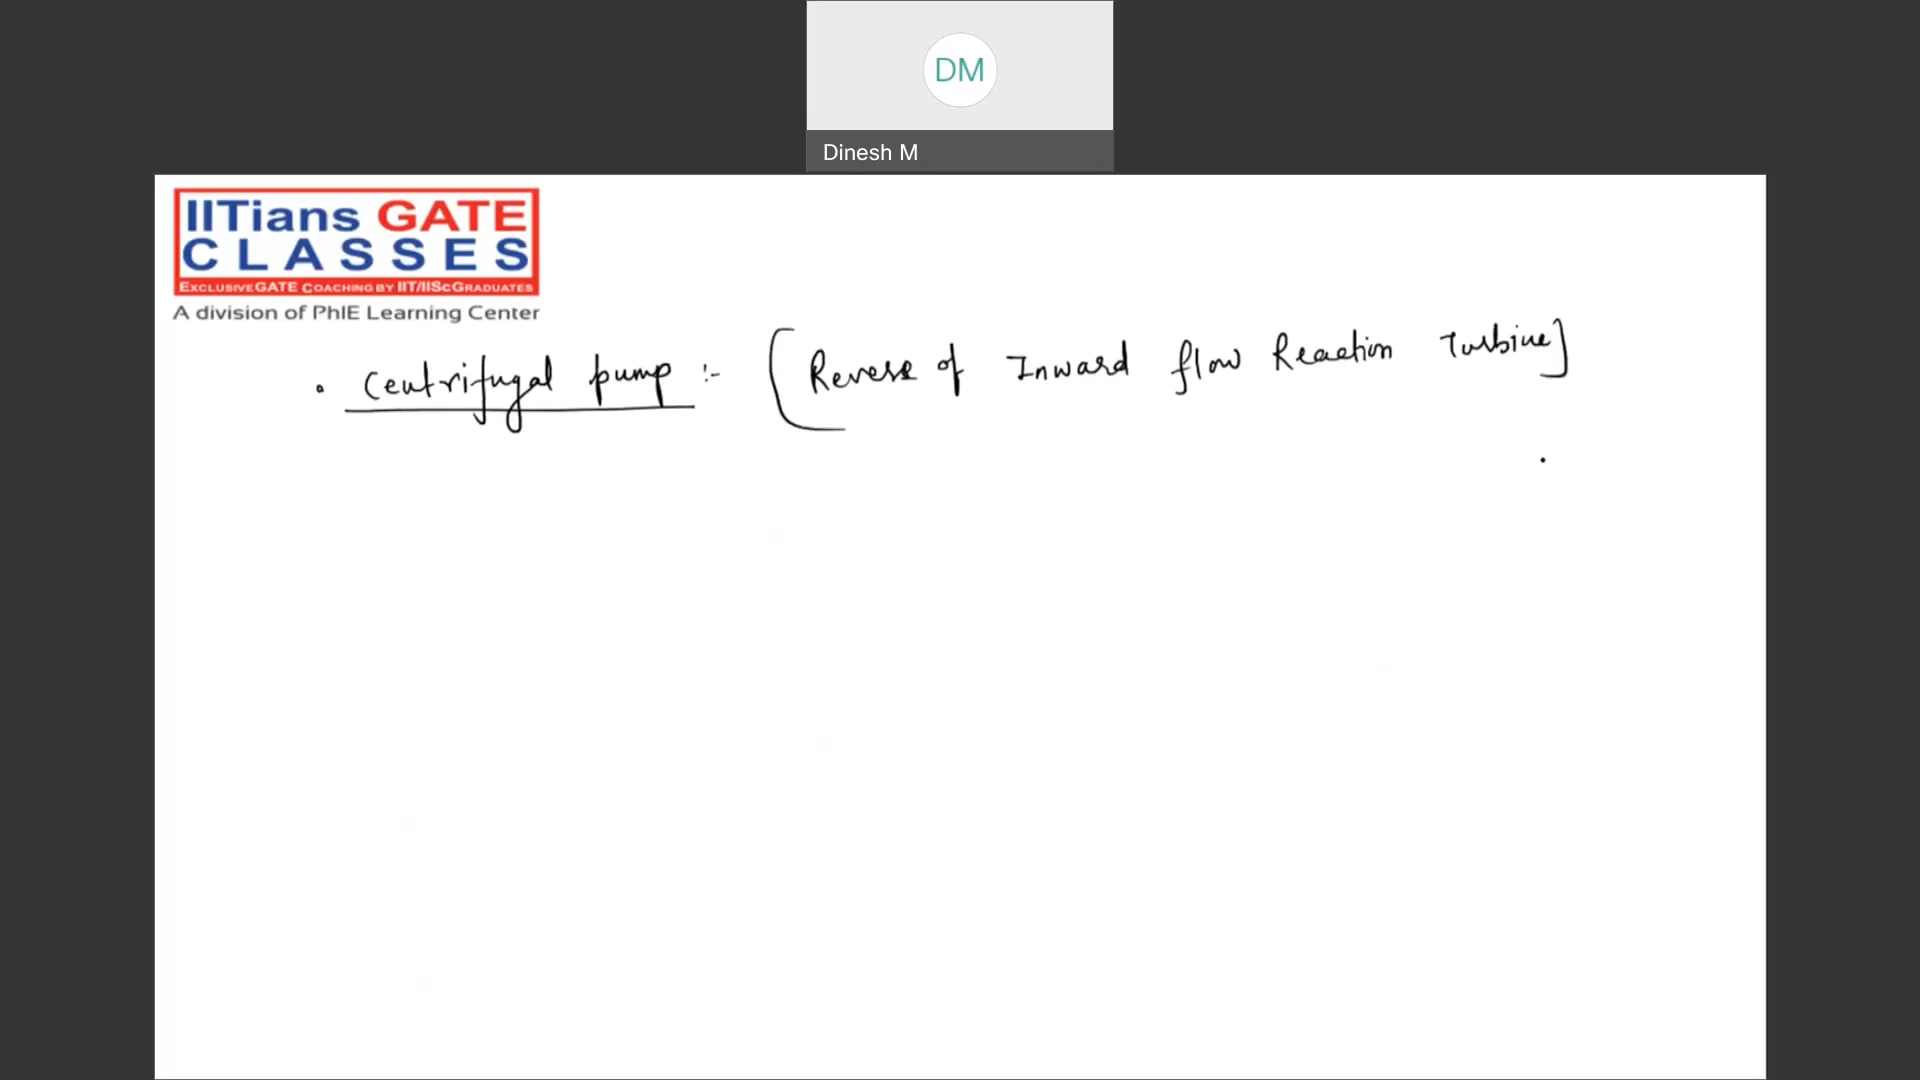 DM
Dinesh M
IITians GATE
CLASSES
EXCLUSIVE GATE COACHING BY IIT/IISc GRADUATES
A division of PhIE Learning Center
. Centrifugal pump :- [Reverse of Inward flow Reaction Turbine]